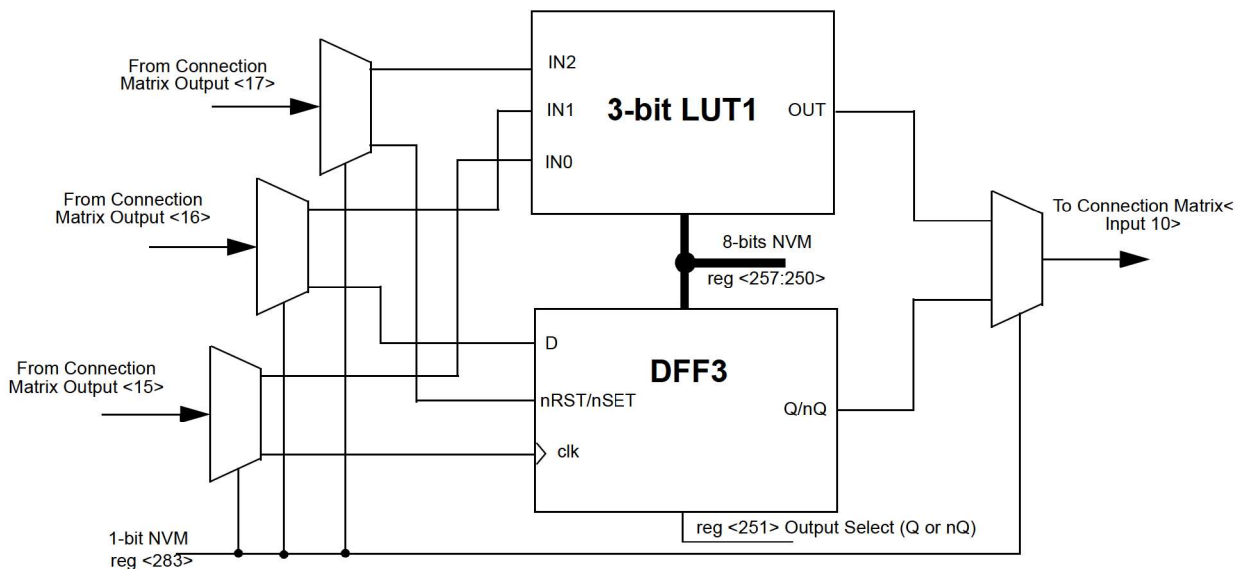 From Connection
Matrix Output <17>
IN2
IN1
IN0
3-bit LUT1
OUT
From Connection
Matrix Output <16>
To Connection Matrix<
Input 10>
8-bits NVM
reg <257:250>
From Connection
Matrix Output <15>
D
nRST/nSET
clk
DFF3
Q/nQ
reg <251> Output Select (Q or nQ)
1-bit NVM
reg <283>